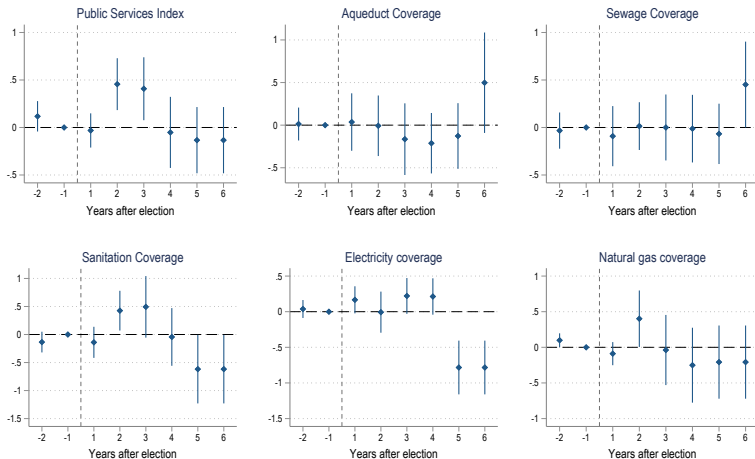 Public Services Index
1
.5
0
-.5
-2 -1 1 2 3 4 5 6
Years after election
Aqueduct Coverage
1
.5
0
-.5
-2 -1 1 2 3 4 5 6
Years after election
Sewage Coverage
1
.5
0
-.5
-2 -1 1 2 3 4 5 6
Years after election
Sanitation Coverage
1
.5
0
-.5
-1
-1.5
-2 -1 1 2 3 4 5 6
Years after election
Electricity coverage
.5
0
-.5
-1
-1.5
-2 -1 1 2 3 4 5 6
Years after election
Natural gas coverage
1
.5
0
-.5
-1
-2 -1 1 2 3 4 5 6
Years after election